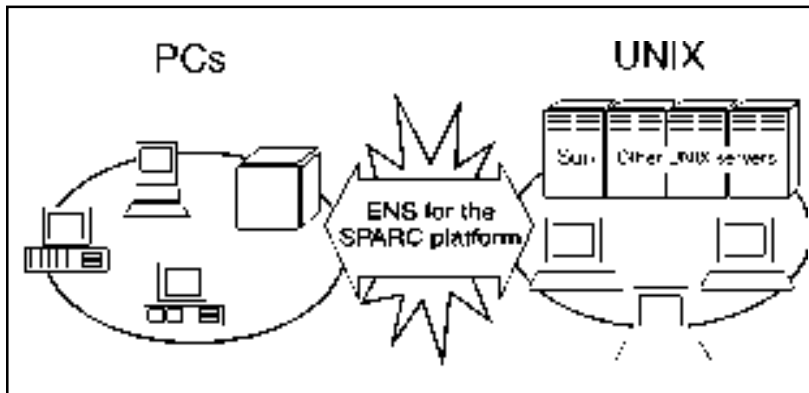 PCs
UNIX
Sun
Other UNIX servers
ENS for the
SPARC platform